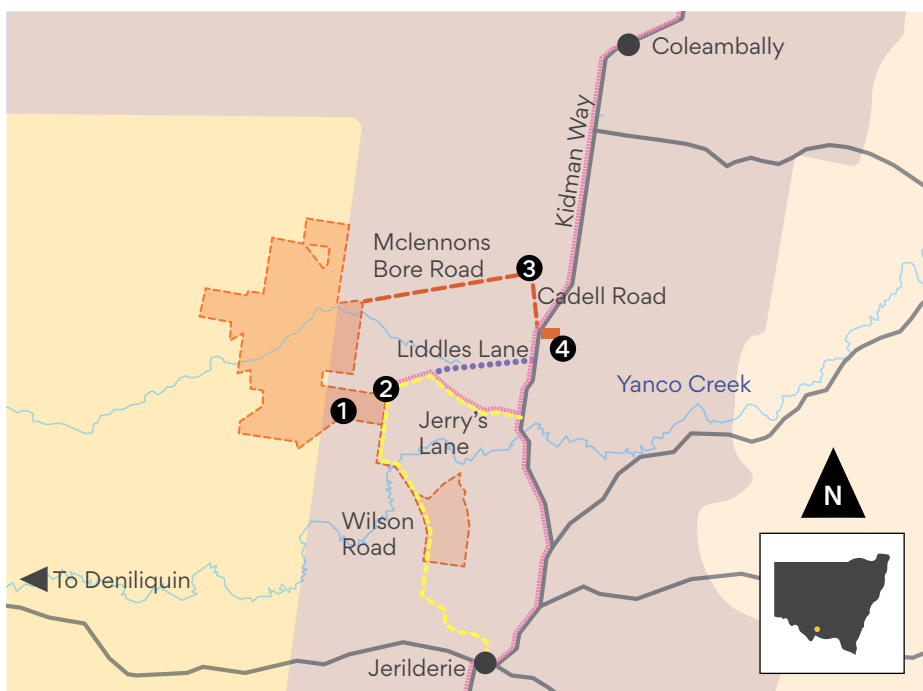 Coleambally
Kidman Way
Mclennons
Bore Road
3
Cadell Road
4
Liddles Lane
2
1
Yanco Creek
Jerry's
Lane
N
Wilson
Road
To Deniliquin
Jerilderie